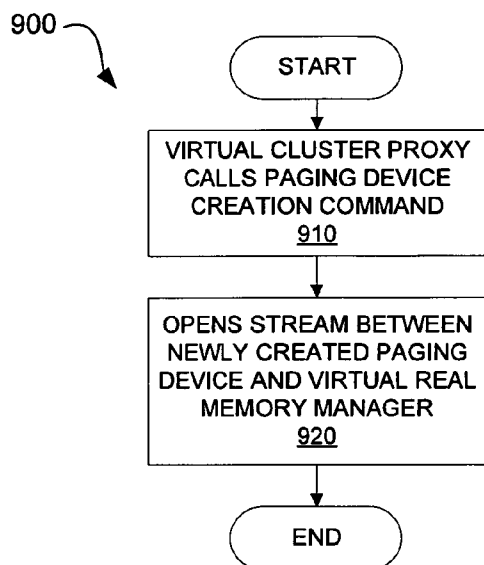 900
START
VIRTUAL CLUSTER PROXY
CALLS PAGING DEVICE
CREATION COMMAND
910
OPENS STREAM BETWEEN
NEWLY CREATED PAGING
DEVICE AND VIRTUAL REAL
MEMORY MANAGER
920
END